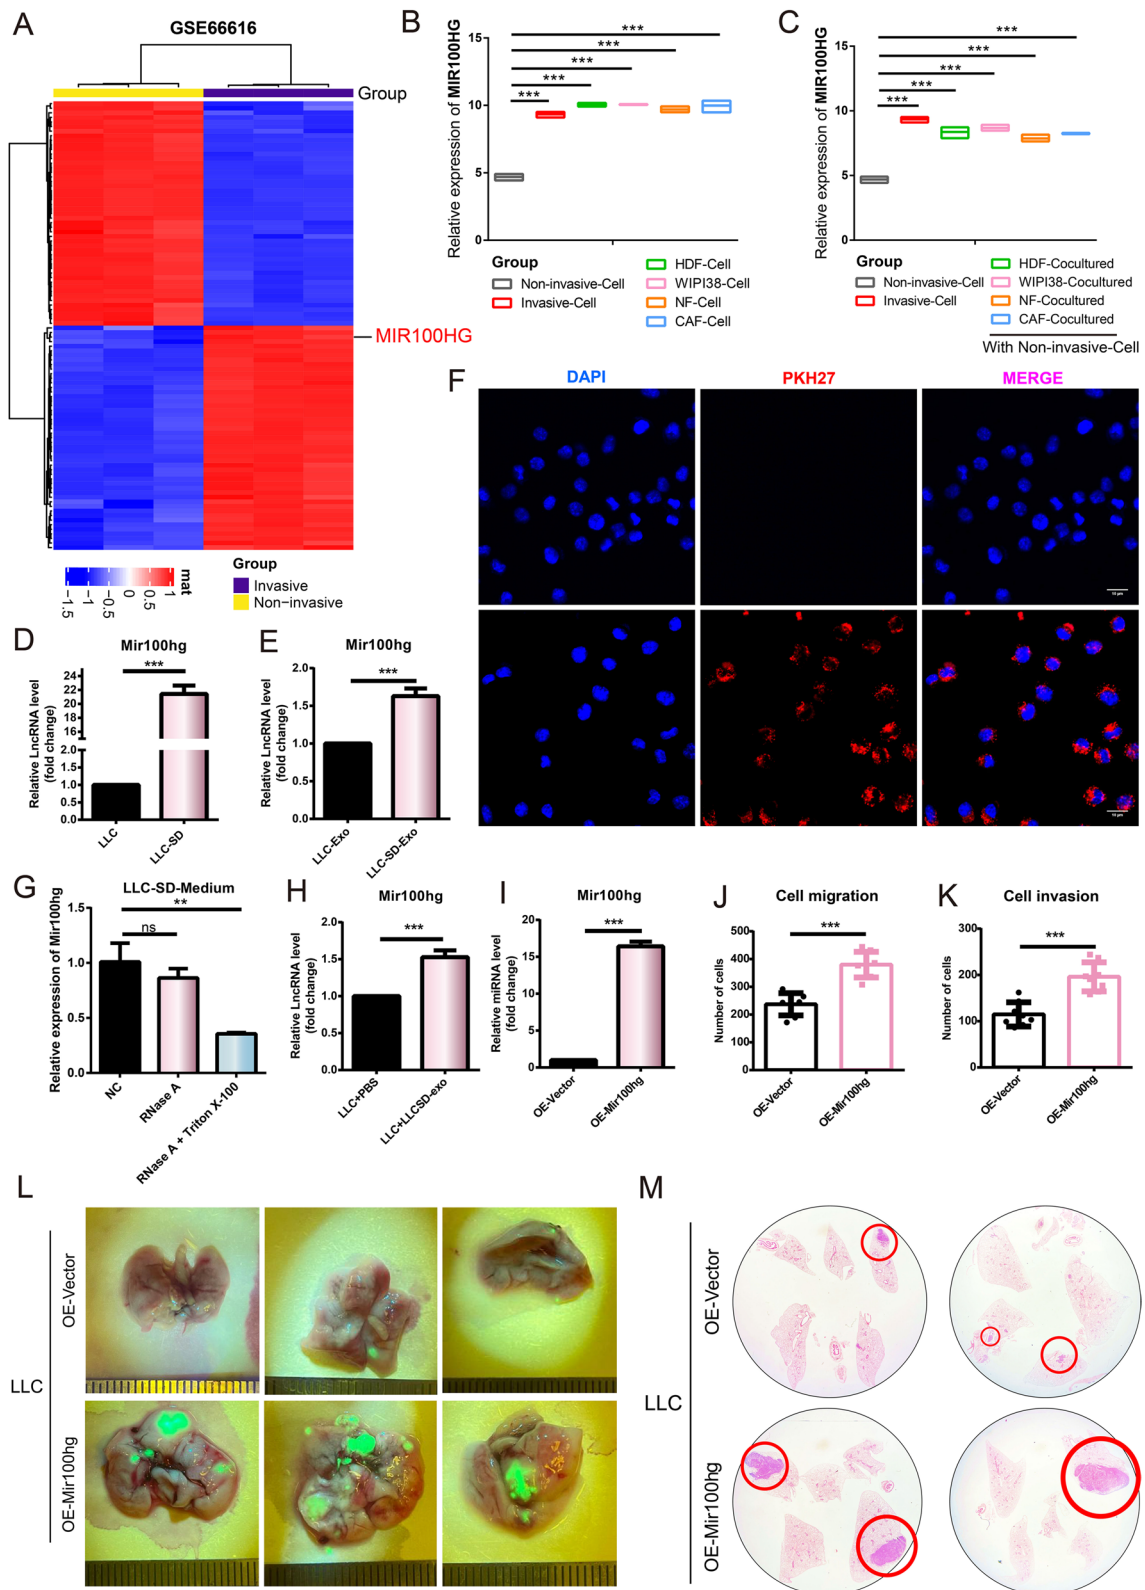 A
GSE66616
Group
MIR100HG
−1.5
−1
−0.5
0
0.5
1
mat
Group
Invasive
Non−invasive
B
Relative expression of MIR100HG
15
10
5
0
***
***
***
***
***
Group
Non-invasive-Cell
Invasive-Cell
HDF-Cell
WIPI38-Cell
NF-Cell
CAF-Cell
C
Relative expression of MIR100HG
15
10
5
0
***
***
***
***
***
Group
Non-invasive-Cell
Invasive-Cell
HDF-Cocultured
WIPI38-Cocultured
NF-Cocultured
CAF-Cocultured
With Non-invasive-Cell
D
Mir100hg
Relative LncRNA level
(fold change)
24
22
20
18
16
14
12
2.0
1.5
1.0
0.5
0.0
***
LLC
LLC-SD
E
Mir100hg
Relative LncRNA level
(fold change)
2.0
1.5
1.0
0.5
0.0
***
LLC-Exo
LLC-SD-Exo
F
DAPI
PKH27
MERGE
10 μm
10 μm
G
LLC-SD-Medium
Relative expression of Mir100hg
1.5
1.0
0.5
0.0
**
ns
NC
RNase A
RNase A + Triton X-100
H
Mir100hg
Relative LncRNA level
(fold change)
2.0
1.5
1.0
0.5
0.0
***
LLC+PBS
LLC+LLCSD-exo
I
Mir100hg
Relative miRNA level
(fold change)
20
15
10
5
0
***
OE-Vector
OE-Mir100hg
J
Cell migration
Number of cells
500
400
300
200
100
0
***
OE-Vector
OE-Mir100hg
K
Cell invasion
Number of cells
300
200
100
0
***
OE-Vector
OE-Mir100hg
L
LLC
OE-Vector
OE-Mir100hg
M
LLC
OE-Vector
OE-Mir100hg